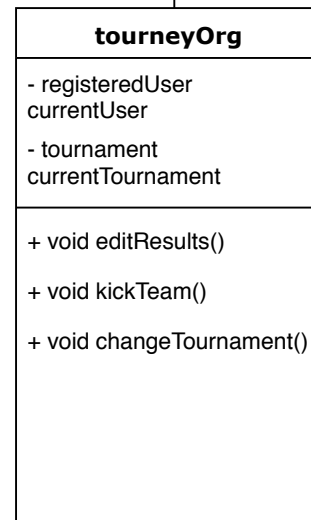 tourneyOrg
- registeredUser
currentUser
- tournament
currentTournament
+ void editResults()
+ void kickTeam()
+ void changeTournament()